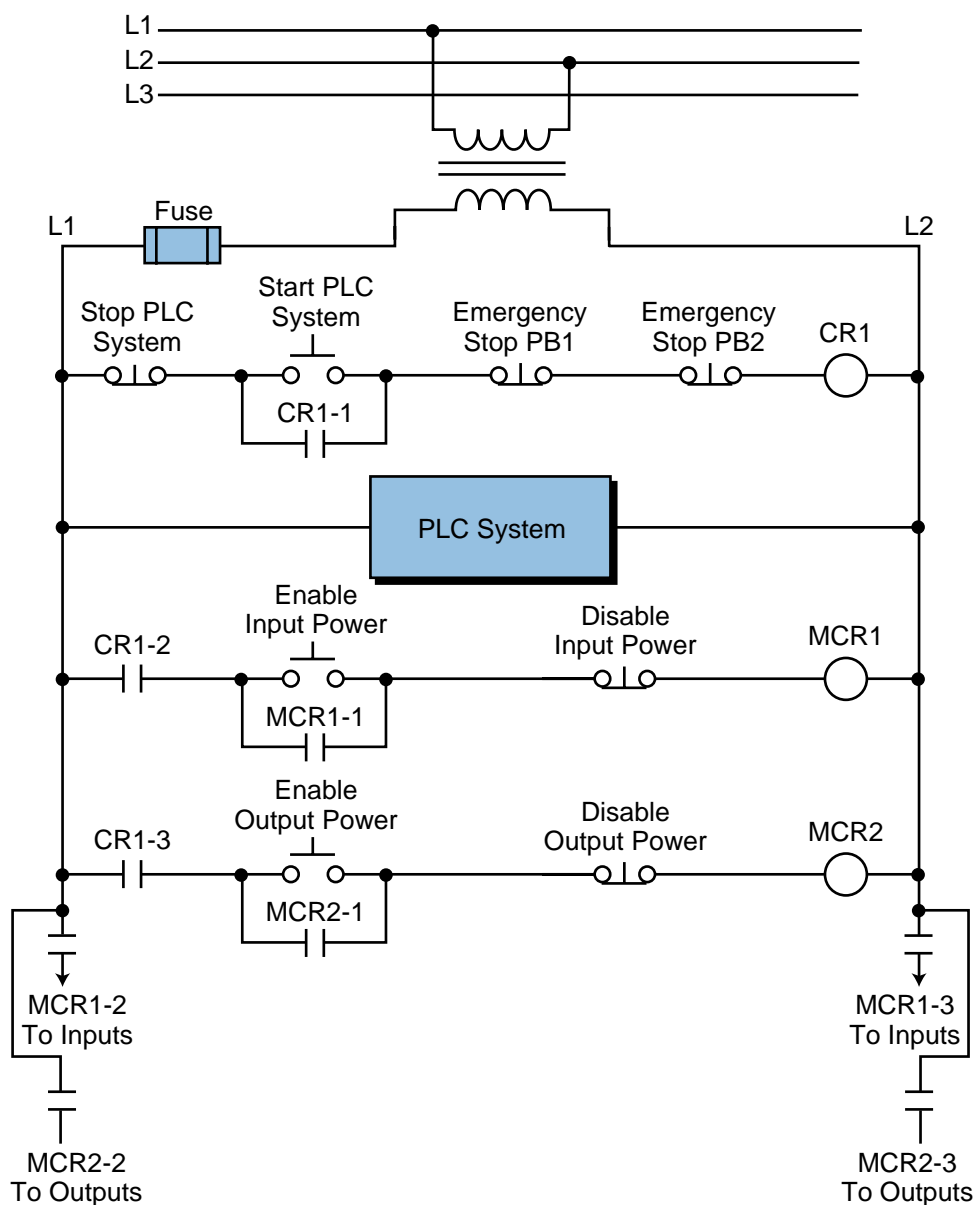 L1
L2
L3
L1
Fuse
L2
Stop PLC
System
Start PLC
System
Emergency
Stop PB1
Emergency
Stop PB2
CR1
CR1-1
PLC System
CR1-2
Enable
Input Power
Disable
Input Power
MCR1
MCR1-1
CR1-3
Enable
Output Power
Disable
Output Power
MCR2
MCR2-1
MCR1-2
To Inputs
MCR1-3
To Inputs
MCR2-2
To Outputs
MCR2-3
To Outputs